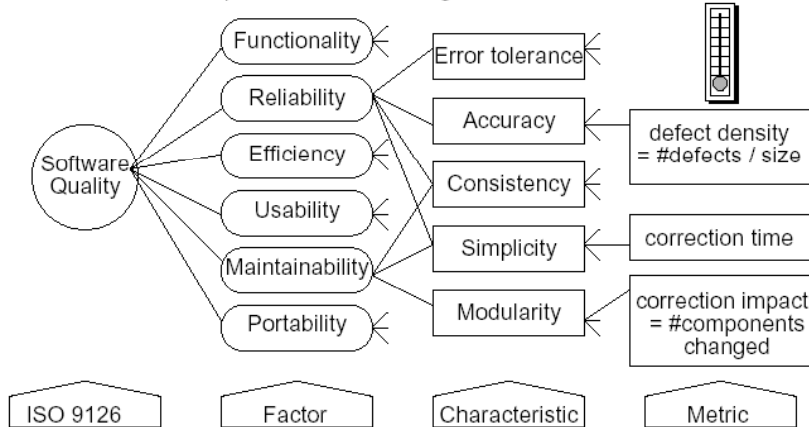 Functionality
Reliability
Efficiency
Usability
Maintainability
Portability
Software
Quality
Error tolerance
Accuracy
Consistency
Simplicity
Modularity
defect density
= #defects / size
correction time
correction impact
= #components
changed
ISO 9126
Factor
Characteristic
Metric